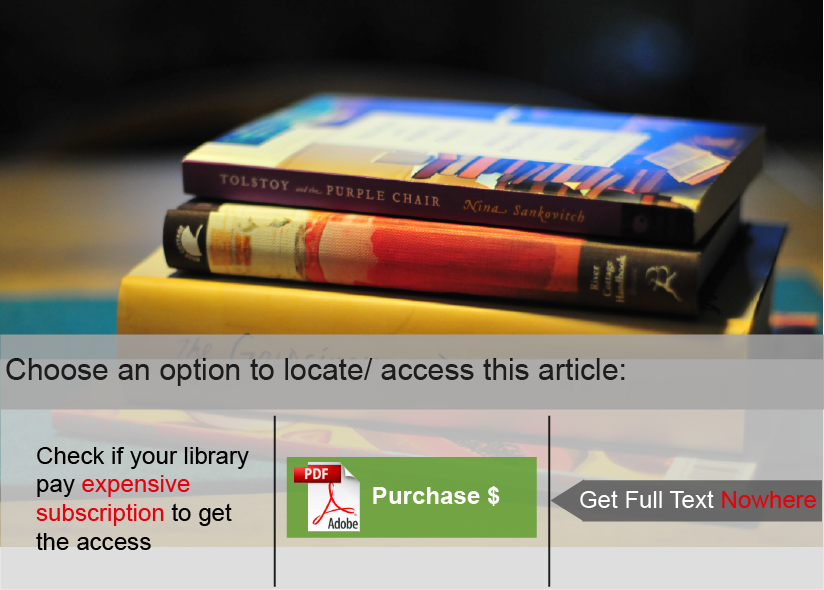 TOLSTOY and the PURPLE CHAIR Nina Sankovitch
River
Cottage
Handbook
Choose an option to locate/ access this article:
Check if your library
pay expensive
subscription to get
the access
PDF
Adobe
Purchase $
Get Full Text Nowhere